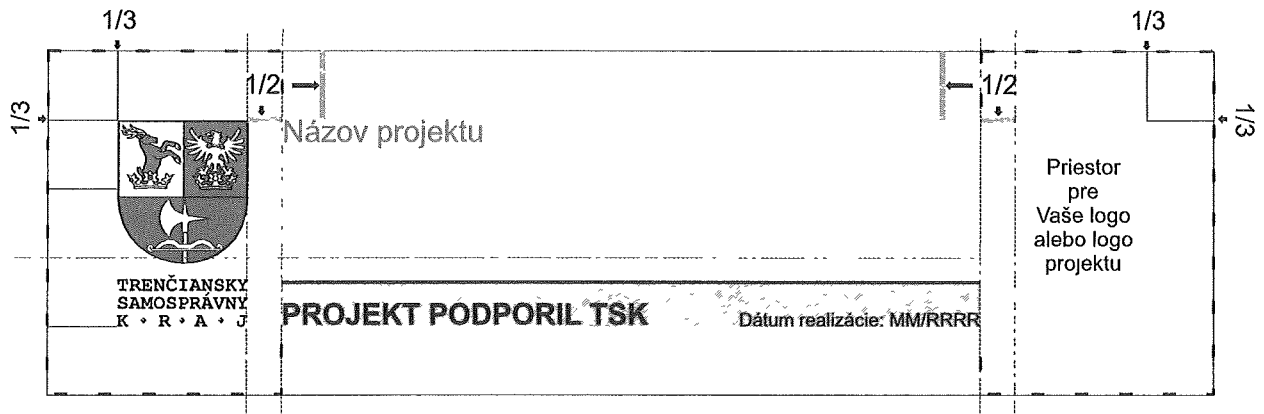 1/3
1/3
1/2
1/2
1/3
1/3
Názov projektu
Priestor
pre
Vaše logo
alebo logo
projektu
TRENČIANSKY
SAMOSPRÁVNY
K • R • A • J
PROJEKT PODPORIL TSK
Dátum realizácie: MM/RRRR